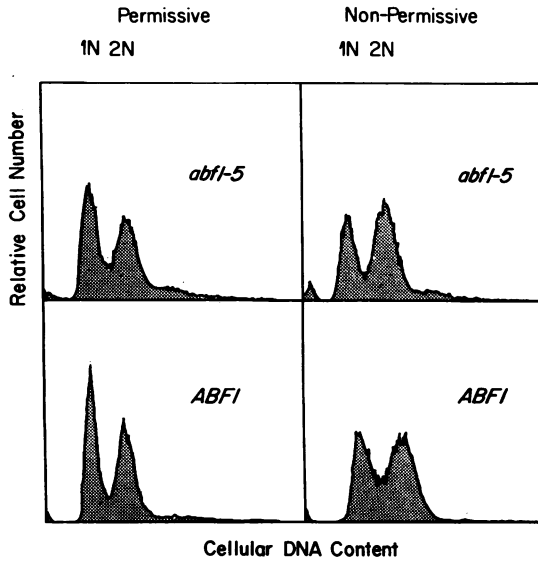 Permissive
Non-Permissive
1N 2N
1N 2N
Relative Cell Number
abf1-5
abf1-5
ABF1
ABF1
Cellular DNA Content